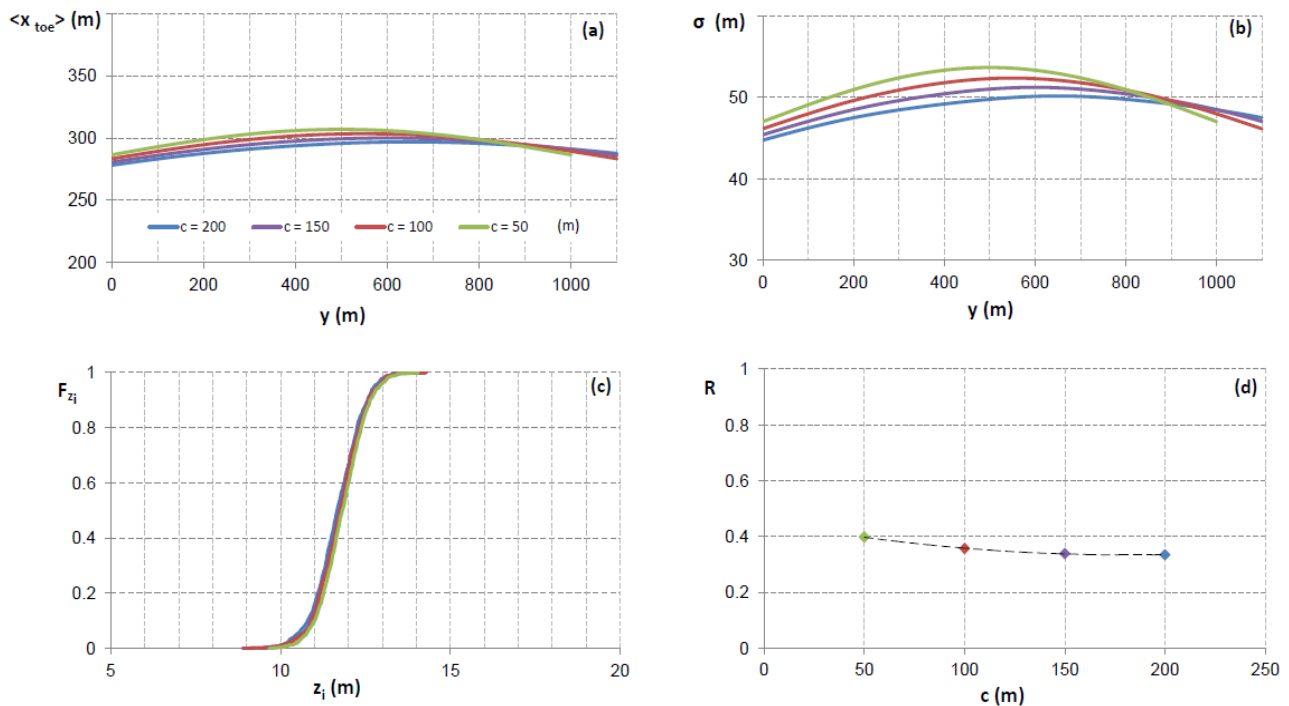 <x toe> (m)
(a)
350
300
250
c = 200 c = 150 c = 100 c = 50 (m)
200
0 200 400 600 800 1000
y (m)
σ (m)
(b)
50
40
30
0 200 400 600 800 1000
y (m)
1
Fzi
(c)
0.8
0.6
0.4
0.2
0
5 10 15 20
zi (m)
1
R
(d)
0.8
0.6
0.4
0.2
0
0 50 100 150 200 250
c (m)